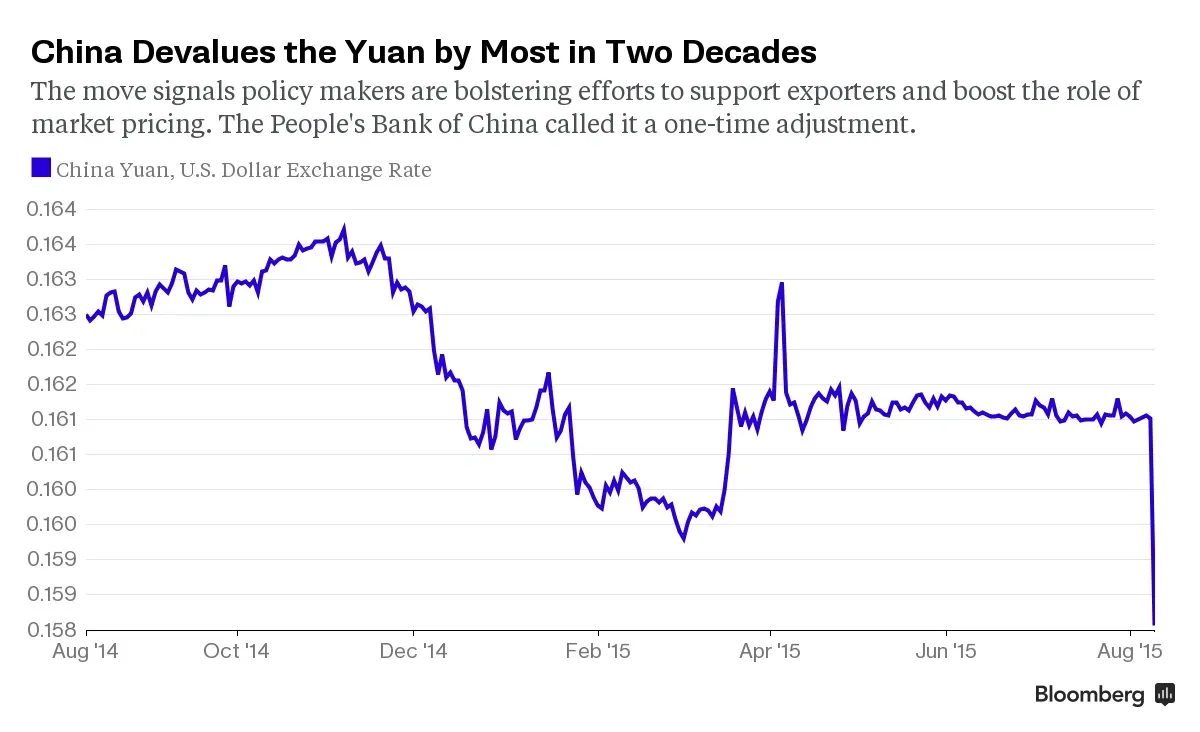 China Devalues the Yuan by Most in Two Decades
The move signals policy makers are bolstering efforts to support exporters and boost the role of
market pricing. The People's Bank of China called it a one-time adjustment.
China Yuan, U.S. Dollar Exchange Rate
0.164
0.164
0.163
0.163
0.162
0.162
0.161
0.161
0.160
0.160
0.159
0.159
0.158
Aug '14 Oct '14 Dec '14 Feb '15 Apr '15 Jun '15 Aug '15
Bloomberg